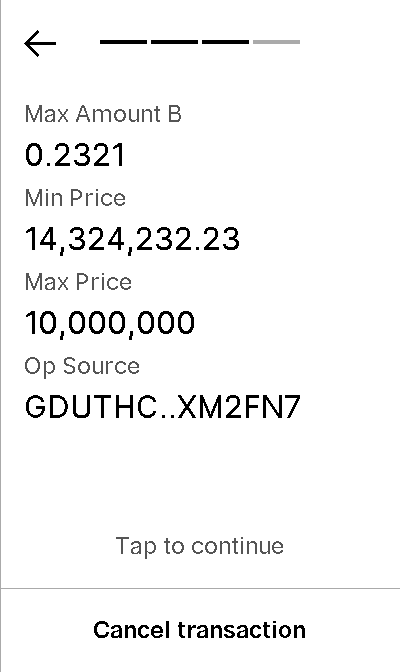 Max Amount B
0.2321
Min Price
14,324,232.23
Max Price
10,000,000
Op Source
GDUTHC..XM2FN7
Tap to continue
Cancel transaction